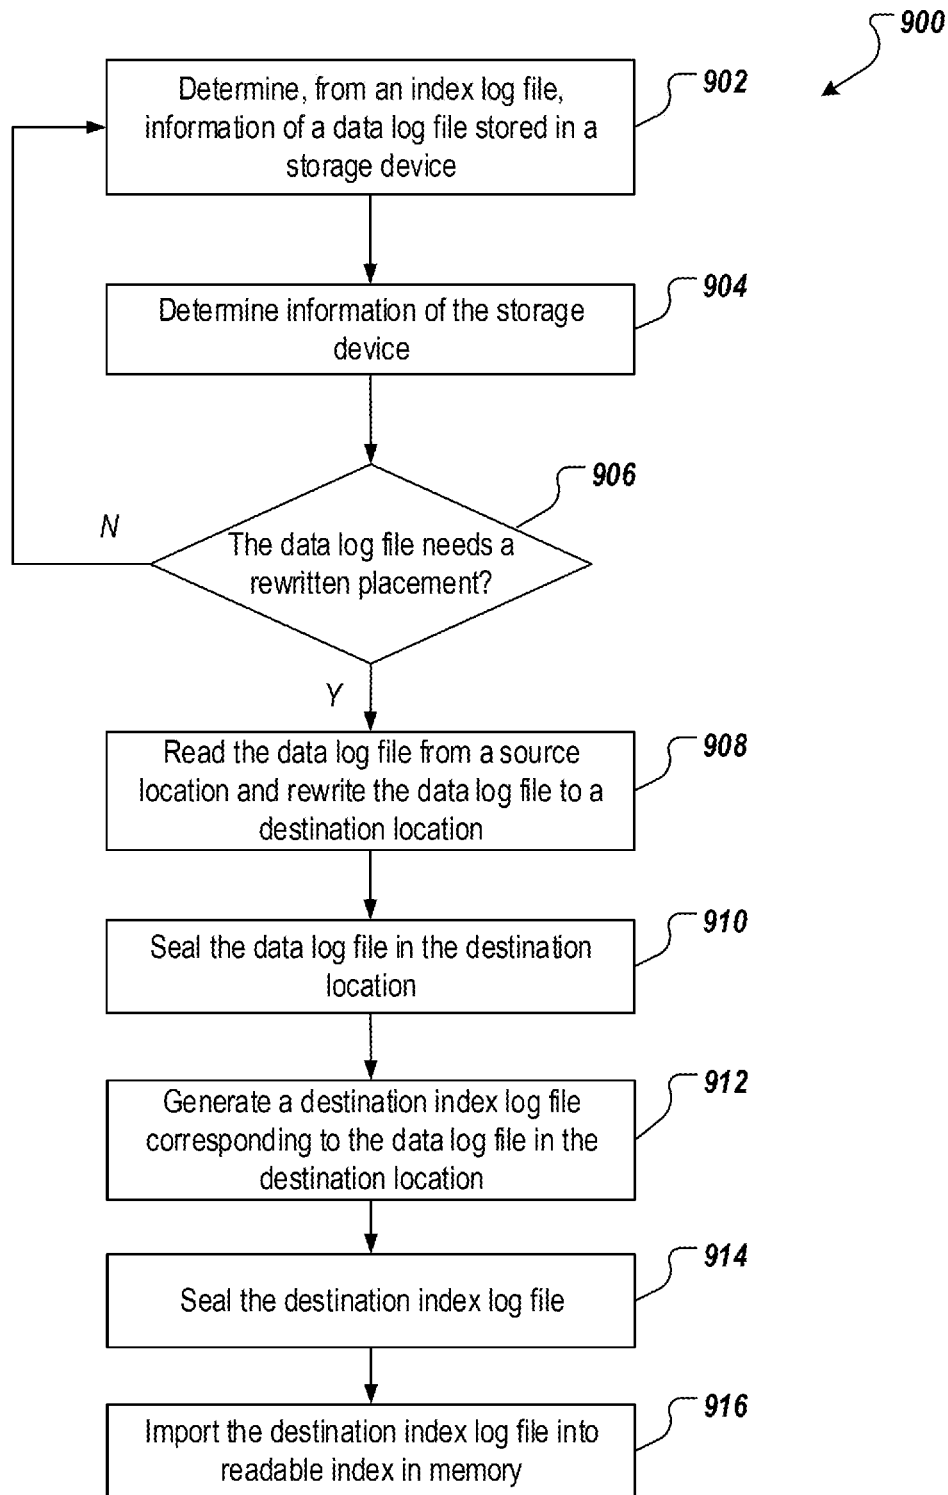 900
Determine, from an index log file,
information of a data log file stored in a
storage device
902
Determine information of the storage
device
904
The data log file needs a
rewritten placement?
906
N
Y
Read the data log file from a source
location and rewrite the data log file to a
destination location
908
Seal the data log file in the destination
location
910
Generate a destination index log file
corresponding to the data log file in the
destination location
912
Seal the destination index log file
914
Import the destination index log file into
readable index in memory
916